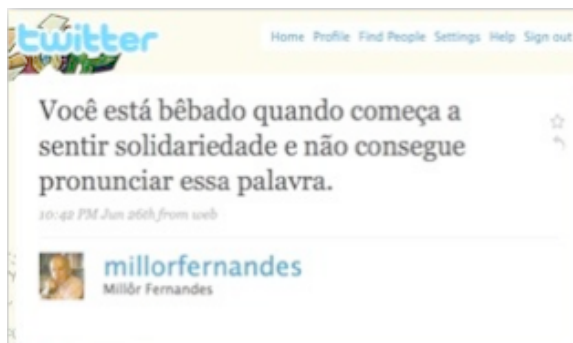 twitter
Home Profile Find People Settings Help Sign out
Você está bêbado quando começa a
sentir solidariedade e não consegue
pronunciar essa palavra.
10:42 PM Jun 26th from web
millorfernandes
Millôr Fernandes